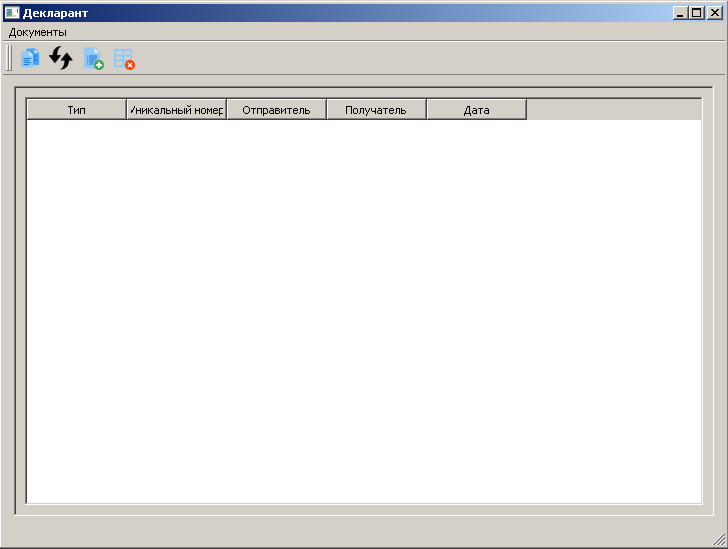 Декларант
Документы
Тип Уникальный номер Отправитель Получатель Дата